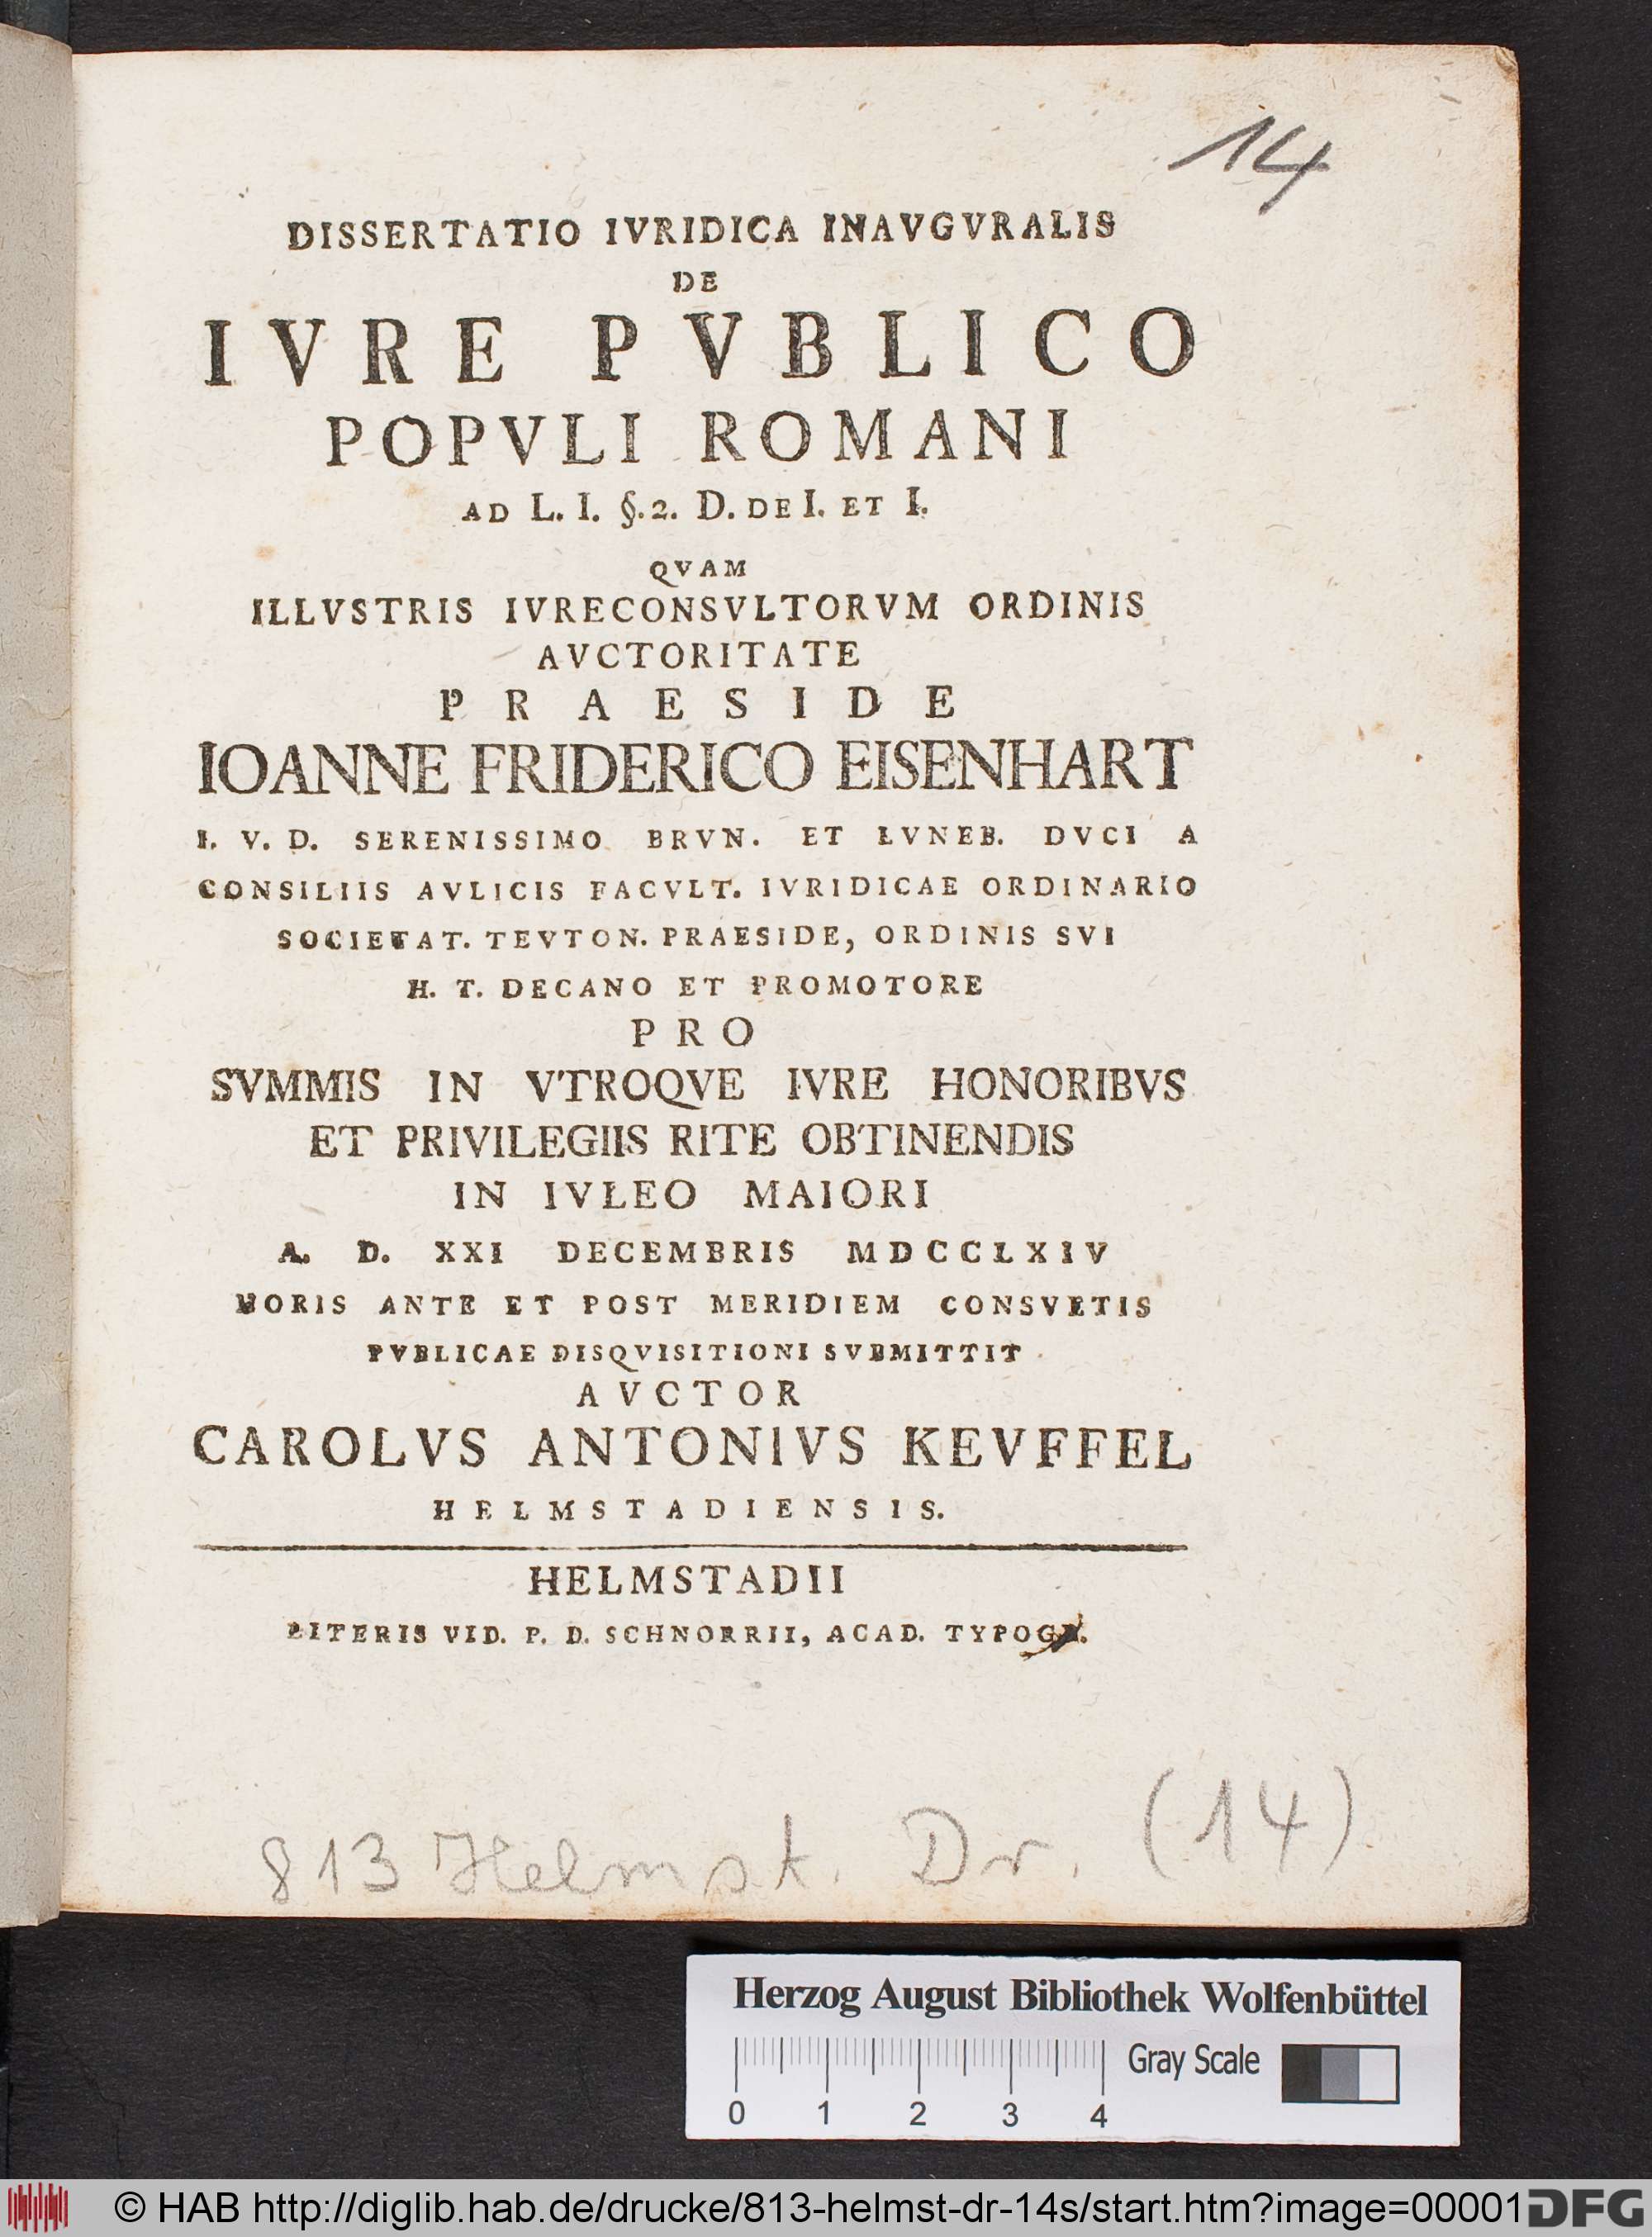 14
DISSERTATIO IVRIDICA INAVGVRALIS
DE
IVRE PVBLICO
POPVLI ROMANI
AD L. I. §. 2. D. DE I. ET I.
QVAM
ILLVSTRIS IVRECONSVLTORVM ORDINIS
AVCTORITATE
PRAESIDE
IOANNE FRIDERICO EISENHART
I. V. D. SERENISSIMO BRVN. ET LVNEB. DVCI A
CONSILIIS AVLICIS FACVLT. IVRIDICAE ORDINARIO
SOCIETAT. TEVTON. PRAESIDE, ORDINIS SVI
H. T. DECANO ET PROMOTORE
PRO
SVMMIS IN VTROQVE IVRE HONORIBVS
ET PRIVILEGIIS RITE OBTINENDIS
IN IVLEO MAIORI
A. D. XXI DECEMBRIS MDCCLXIV
HORIS ANTE ET POST MERIDIEM CONSVETIS
PVBLICAE DISQVISITIONI SVBMITTIT
AVCTOR
CAROLVS ANTONIVS KEVFFEL
HELMSTADIENSIS.
HELMSTADII
LITERIS VID. P. D. SCHNORRII, ACAD. TYPOGR.
813 Helmst. Dr. (14)
Herzog August Bibliothek Wolfenbüttel
Gray Scale
0 1 2 3 4
© HAB http://diglib.hab.de/drucke/813-helmst-dr-14s/start.htm?image=00001
DFG